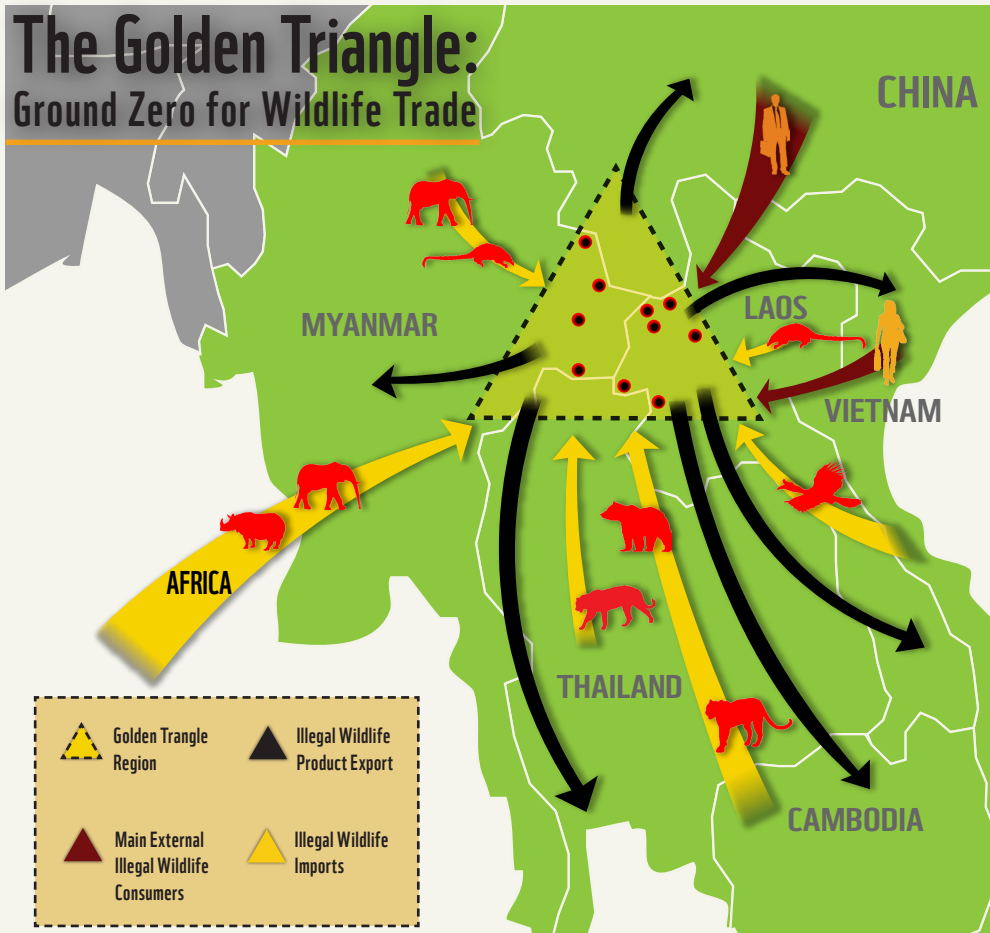 The Golden Triangle:
Ground Zero for Wildlife Trade
CHINA
MYANMAR
LAOS
VIETNAM
AFRICA
THAILAND
CAMBODIA
Golden Trangle
Region
Illegal Wildlife
Product Export
Main External
Illegal Wildlife
Consumers
Illegal Wildlife
Imports